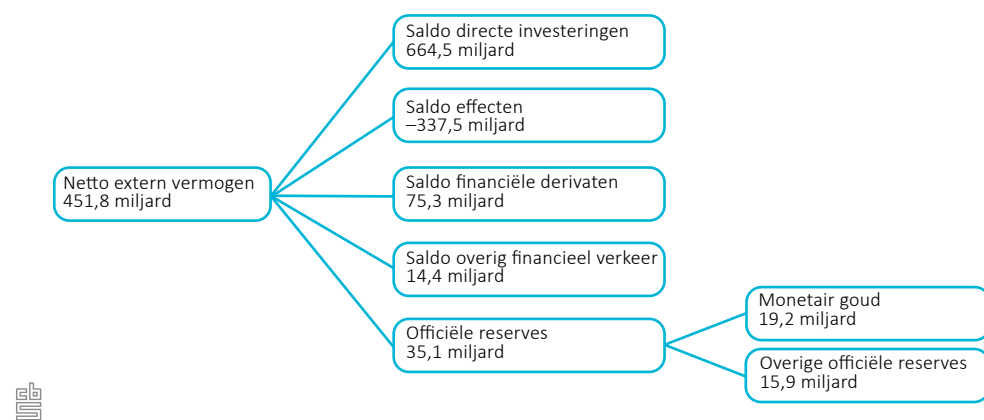 Saldo directe investeringen
664,5 miljard
Saldo effecten
–337,5 miljard
Netto extern vermogen
451,8 miljard
Saldo financiële derivaten
75,3 miljard
Saldo overig financieel verkeer
14,4 miljard
Officiële reserves
35,1 miljard
Monetair goud
19,2 miljard
Overige officiële reserves
15,9 miljard
cbs